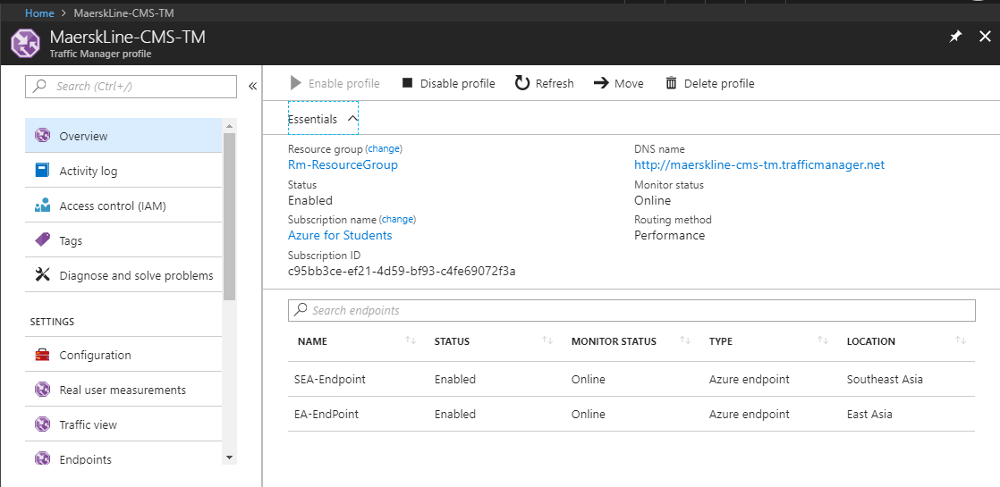 Home > MaerskLine-CMS-TM
MaerskLine-CMS-TM
Traffic Manager profile
Search (Ctrl+/)
Overview
Activity log
Access control (IAM)
Tags
Diagnose and solve problems
SETTINGS
Configuration
Real user measurements
Traffic view
Endpoints
Enable profile Disable profile Refresh Move Delete profile
Essentials
Resource group (change)
Rm-ResourceGroup
Status
Enabled
Subscription name (change)
Azure for Students
Subscription ID
c95bb3ce-ef21-4d59-bf93-c4fe69072f3a
DNS name
http://maerskline-cms-tm.trafficmanager.net
Monitor status
Online
Routing method
Performance
Search endpoints
NAME STATUS MONITOR STATUS TYPE LOCATION
SEA-Endpoint Enabled Online Azure endpoint Southeast Asia
EA-EndPoint Enabled Online Azure endpoint East Asia